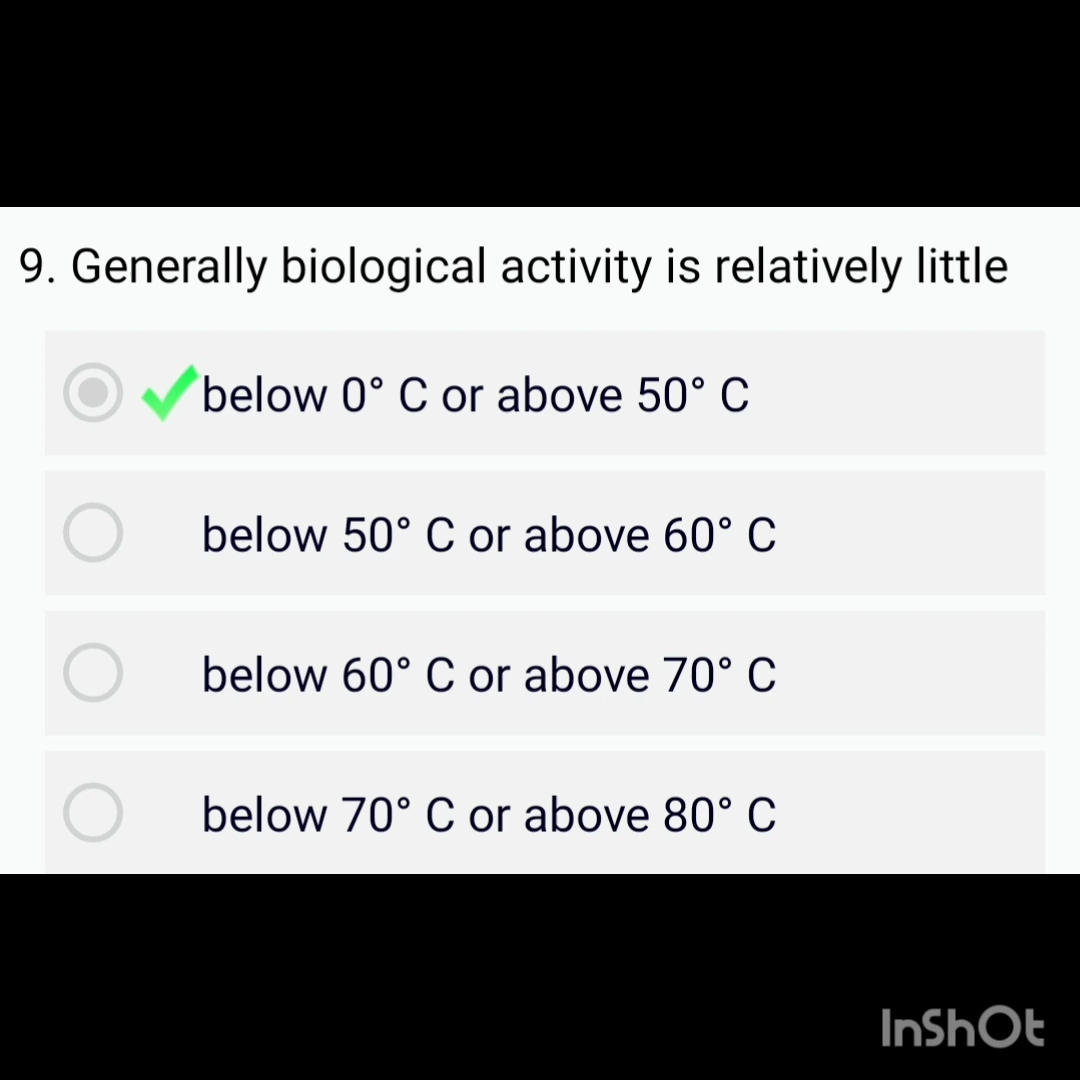 9. Generally biological activity is relatively little
below 0° C or above 50° C
below 50° C or above 60° C
below 60° C or above 70° C
below 70° C or above 80° C
InShOt